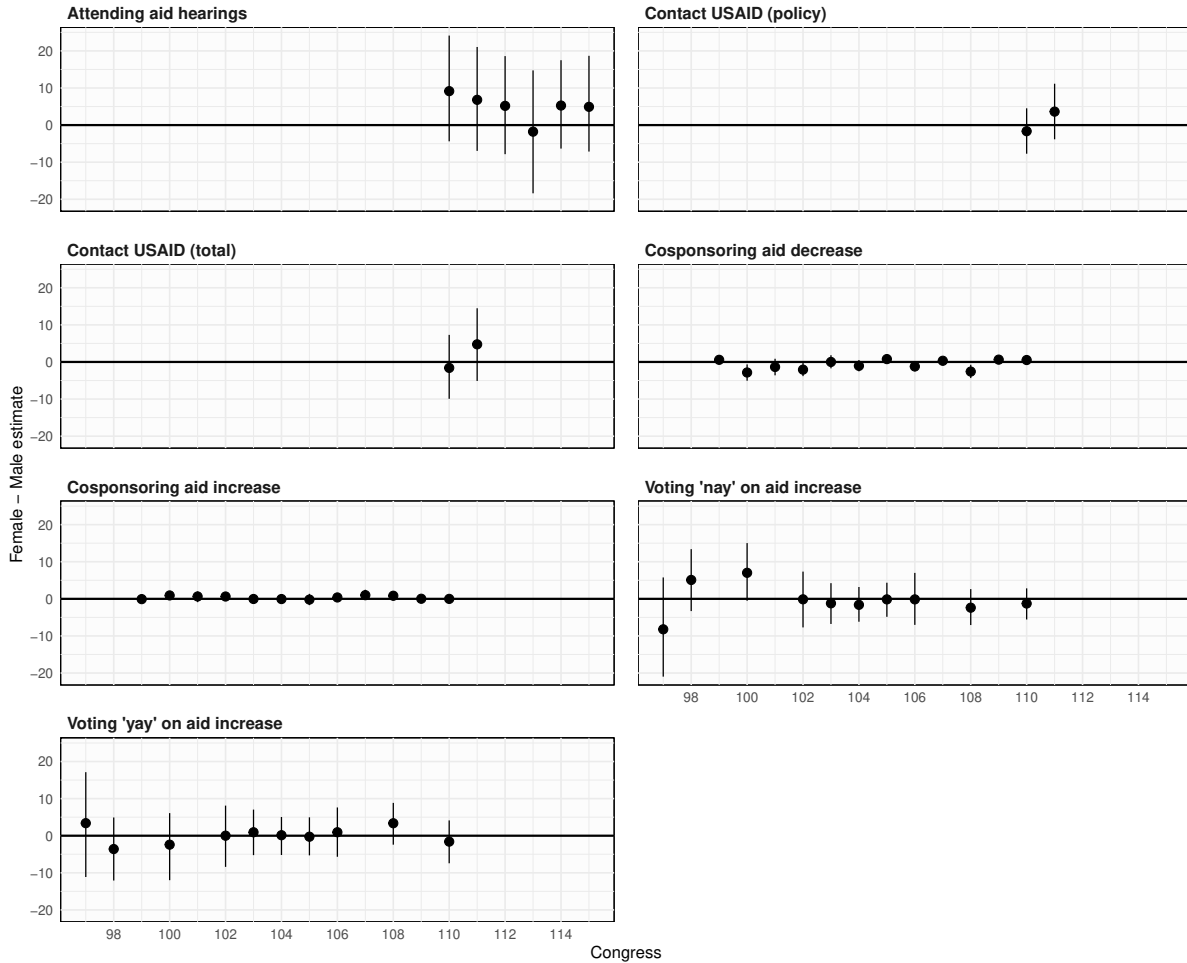 Attending aid hearings
Contact USAID (policy)
20
10
0
−10
−20
Contact USAID (total)
Cosponsoring aid decrease
20
10
0
−10
−20
Female − Male estimate
Cosponsoring aid increase
Voting 'nay' on aid increase
20
10
0
−10
−20
98 100 102 104 106 108 110 112 114
Voting 'yay' on aid increase
20
10
0
−10
−20
98 100 102 104 106 108 110 112 114
Congress